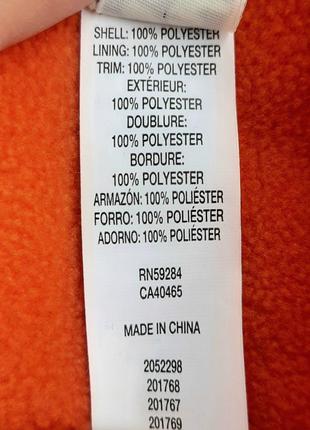 SHELL: 100% POLYESTER
LINING: 100% POLYESTER
TRIM: 100% POLYESTER
EXTÉRIEUR:
100% POLYESTER
DOUBLURE:
100% POLYESTER
BORDURE:
100% POLYESTER
ARMAZÓN: 100% POLIÉSTER
FORRO: 100% POLIÉSTER
ADORNO: 100% POLIÉSTER
RN59284
CA40465
MADE IN CHINA
2052298
201768
201767
201769